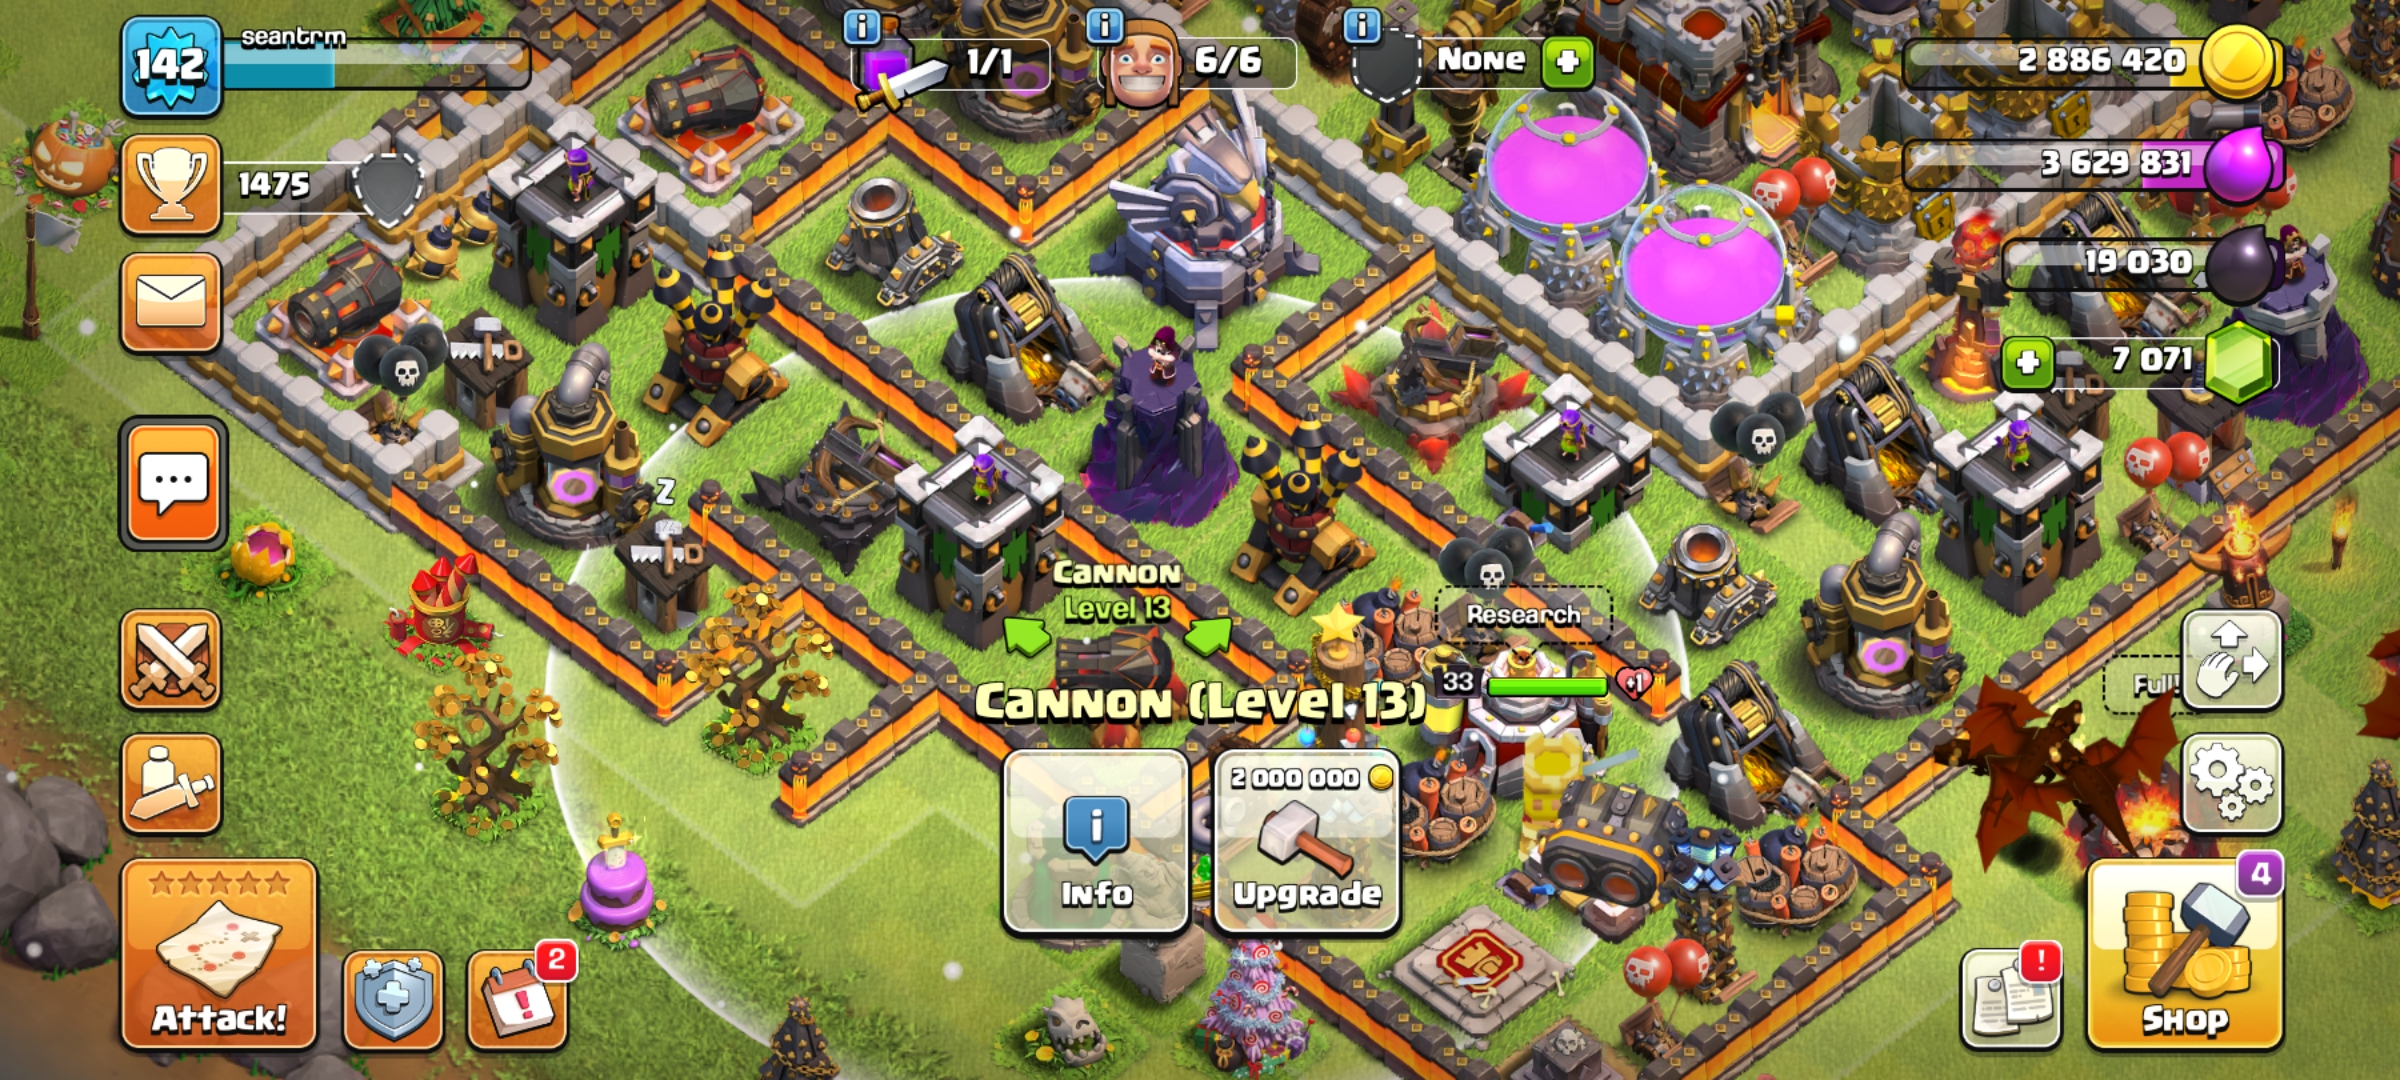 142
seantrm
1/1
6/6
None
2 886 420
1475
3 629 831
19 030
7 071
Z
Cannon
Level 13
Research
33
+1
Cannon (Level 13)
Full!
2 000 000
Info
Upgrade
Attack!
2
4
Shop